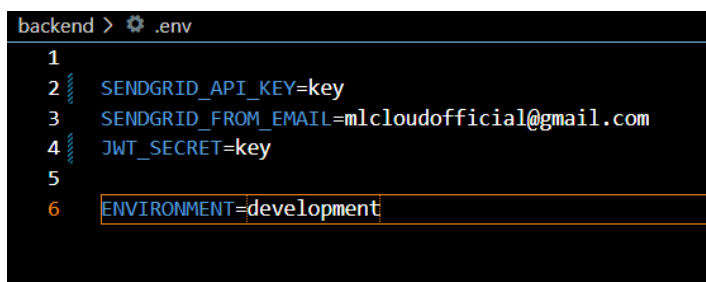 backend > .env
1
2 SENDGRID_API_KEY=key
3 SENDGRID_FROM_EMAIL=mlcloudofficial@gmail.com
4 JWT_SECRET=key
5
6 ENVIRONMENT=development